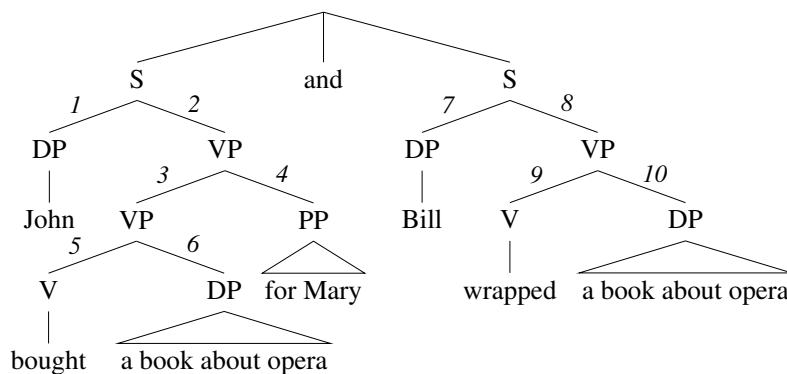 S and S
1 2 7 8
DP VP DP VP
3 4 9 10
John VP PP Bill V DP
5 6
V DP for Mary wrapped a book about opera
bought a book about opera